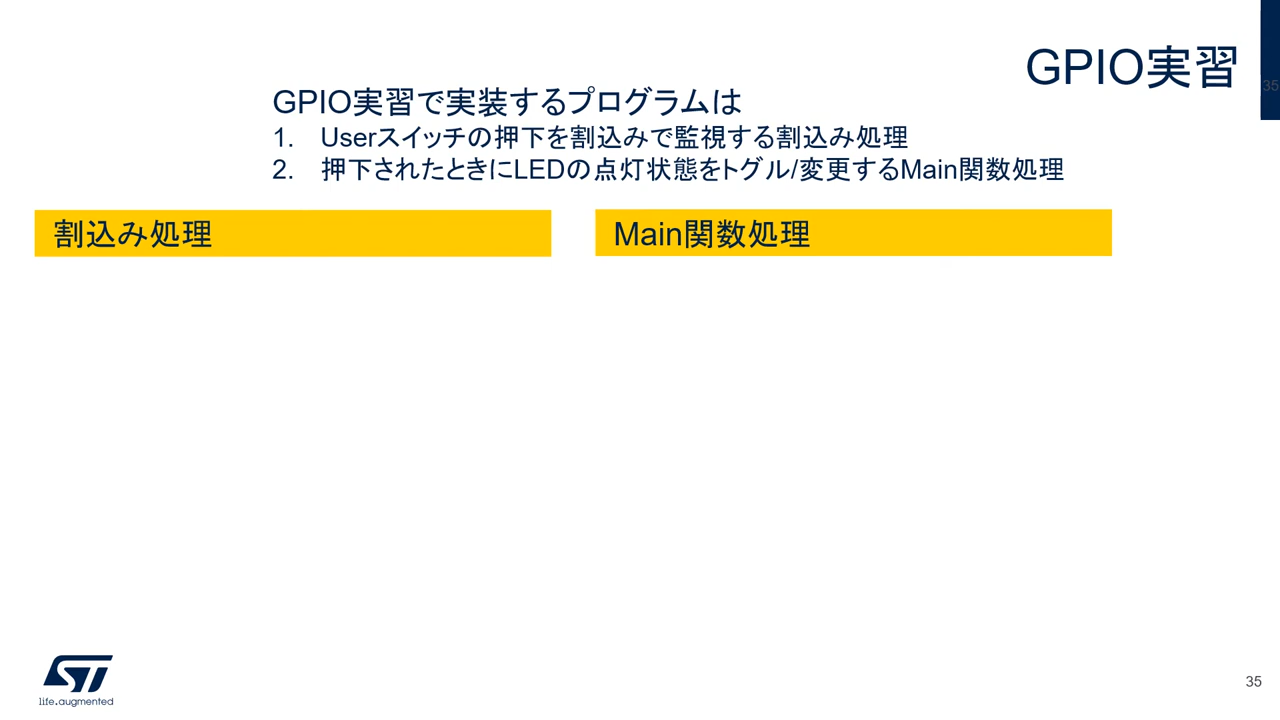 GPIO実習
35
GPIO実習で実装するプログラムは
1. Userスイッチの押下を割込みで監視する割込み処理
2. 押下されたときにLEDの点灯状態をトグル/変更するMain関数処理
割込み処理
Main関数処理
ST
life.augmented
35